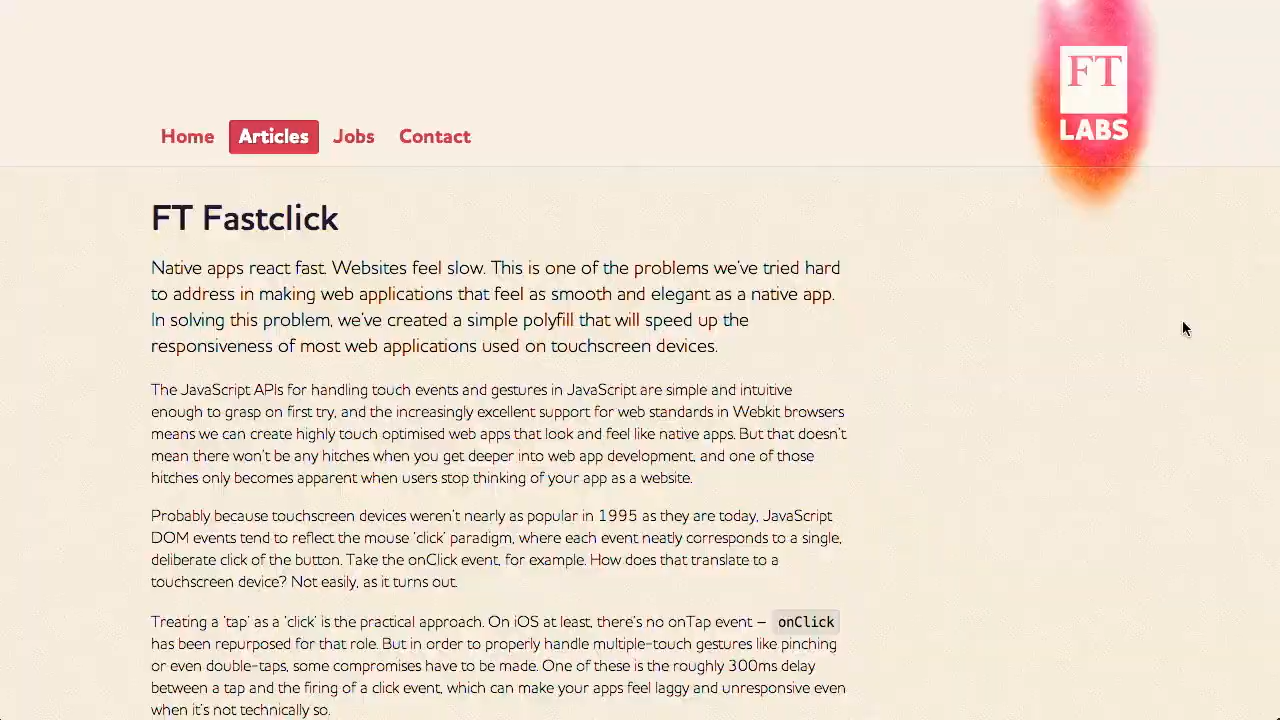 FT
LABS
Home Articles Jobs Contact
FT Fastclick
Native apps react fast. Websites feel slow. This is one of the problems we've tried hard
to address in making web applications that feel as smooth and elegant as a native app.
In solving this problem, we've created a simple polyfill that will speed up the
responsiveness of most web applications used on touchscreen devices.
The JavaScript APIs for handling touch events and gestures in JavaScript are simple and intuitive
enough to grasp on first try, and the increasingly excellent support for web standards in Webkit browsers
means we can create highly touch optimised web apps that look and feel like native apps. But that doesn't
mean there won't be any hitches when you get deeper into web app development, and one of those
hitches only becomes apparent when users stop thinking of your app as a website.
Probably because touchscreen devices weren't nearly as popular in 1995 as they are today, JavaScript
DOM events tend to reflect the mouse 'click' paradigm, where each event neatly corresponds to a single,
deliberate click of the button. Take the onClick event, for example. How does that translate to a
touchscreen device? Not easily, as it turns out.
Treating a 'tap' as a 'click' is the practical approach. On iOS at least, there's no onTap event – onClick
has been repurposed for that role. But in order to properly handle multiple-touch gestures like pinching
or even double-taps, some compromises have to be made. One of these is the roughly 300ms delay
between a tap and the firing of a click event, which can make your apps feel laggy and unresponsive even
when it's not technically so.